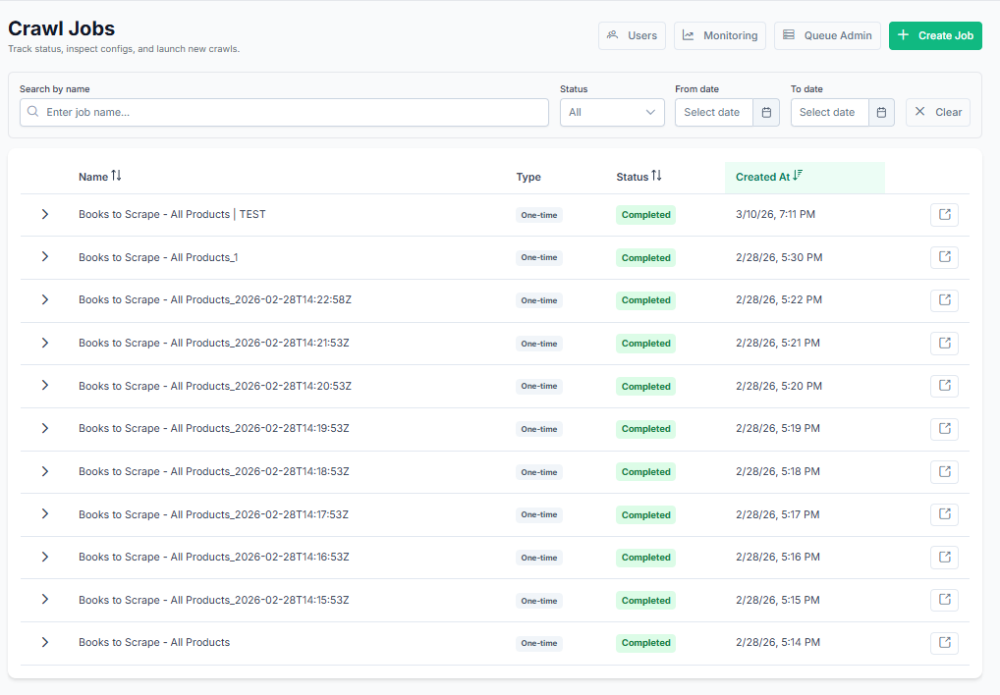 Crawl Jobs
Track status, inspect configs, and launch new crawls.
Users
Monitoring
Queue Admin
Create Job
Search by name
Status
From date
To date
Enter job name...
All
Select date
Select date
Clear
Name Type Status Created At
Books to Scrape - All Products | TEST One-time Completed 3/10/26, 7:11 PM
Books to Scrape - All Products_1 One-time Completed 2/28/26, 5:30 PM
Books to Scrape - All Products_2026-02-28T14:22:58Z One-time Completed 2/28/26, 5:22 PM
Books to Scrape - All Products_2026-02-28T14:21:53Z One-time Completed 2/28/26, 5:21 PM
Books to Scrape - All Products_2026-02-28T14:20:53Z One-time Completed 2/28/26, 5:20 PM
Books to Scrape - All Products_2026-02-28T14:19:53Z One-time Completed 2/28/26, 5:19 PM
Books to Scrape - All Products_2026-02-28T14:18:53Z One-time Completed 2/28/26, 5:18 PM
Books to Scrape - All Products_2026-02-28T14:17:53Z One-time Completed 2/28/26, 5:17 PM
Books to Scrape - All Products_2026-02-28T14:16:53Z One-time Completed 2/28/26, 5:16 PM
Books to Scrape - All Products_2026-02-28T14:15:53Z One-time Completed 2/28/26, 5:15 PM
Books to Scrape - All Products One-time Completed 2/28/26, 5:14 PM